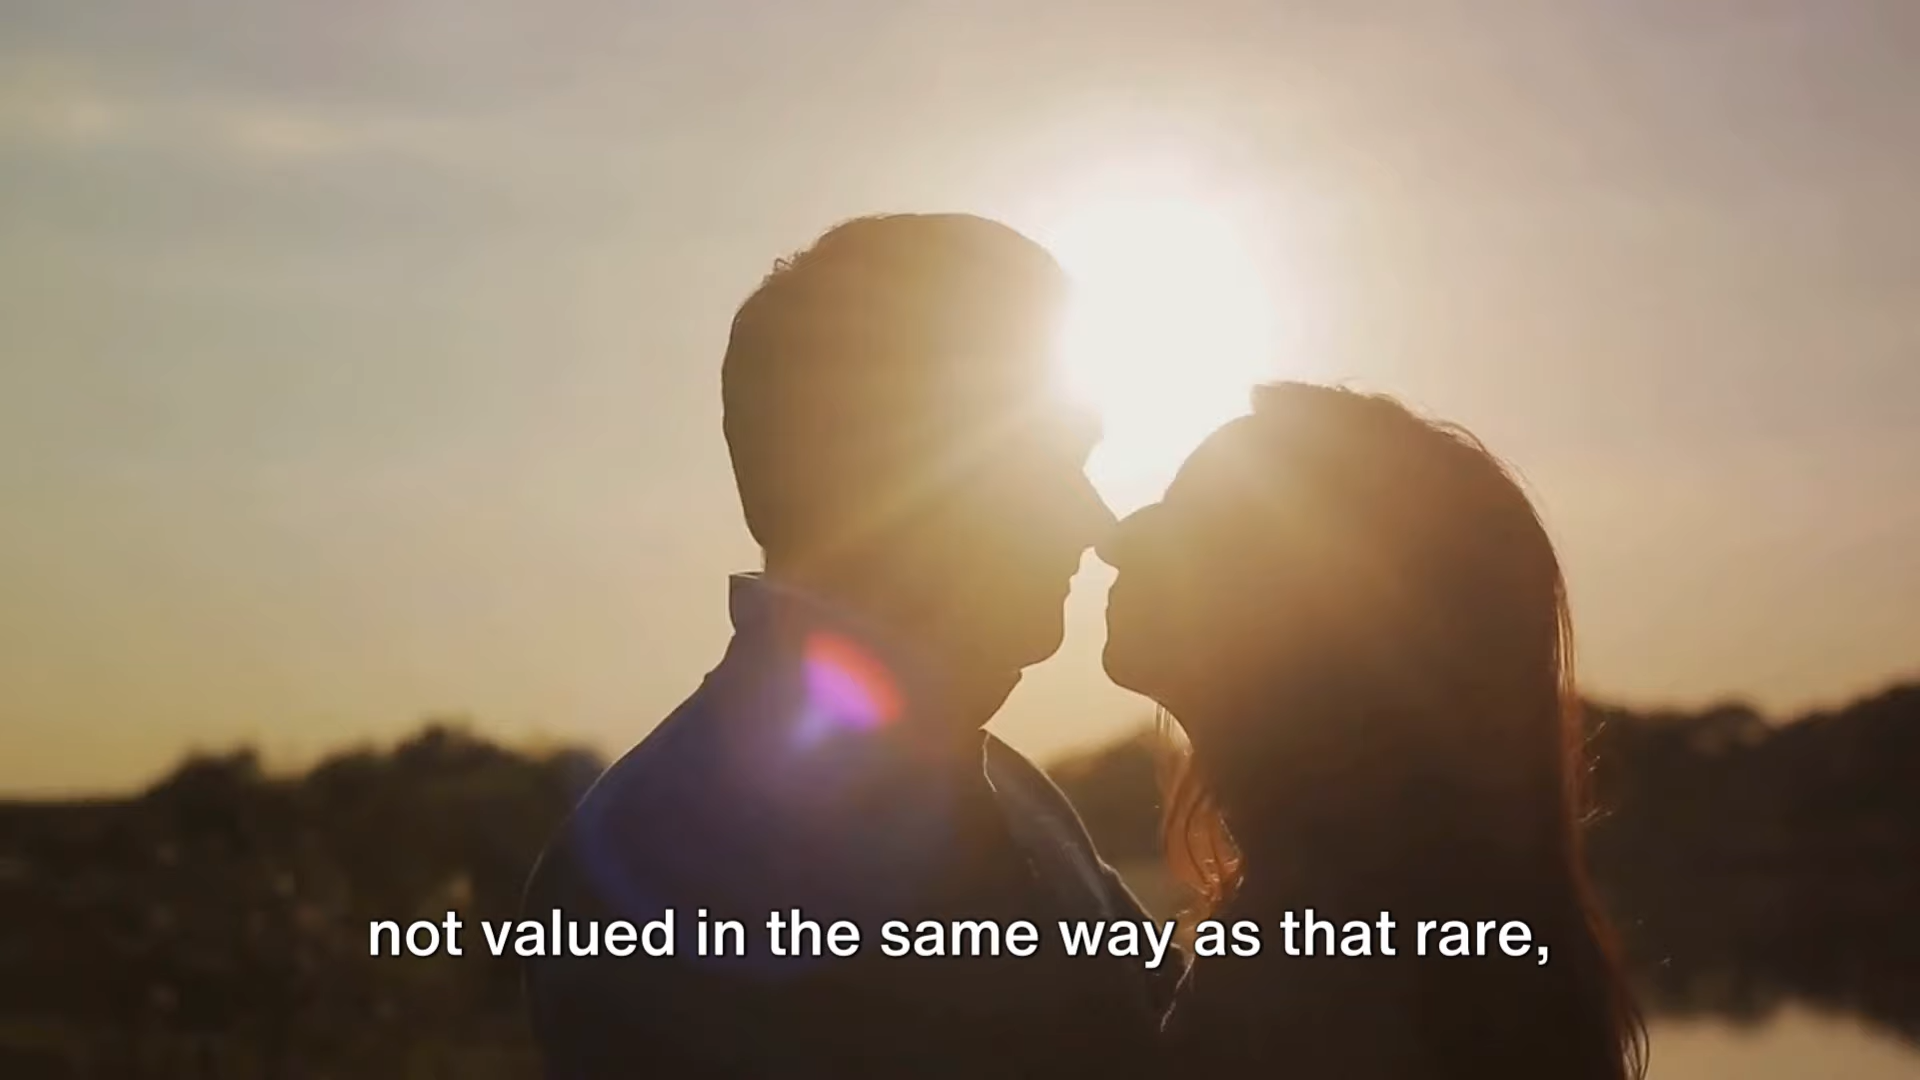 not valued in the same way as that rare,